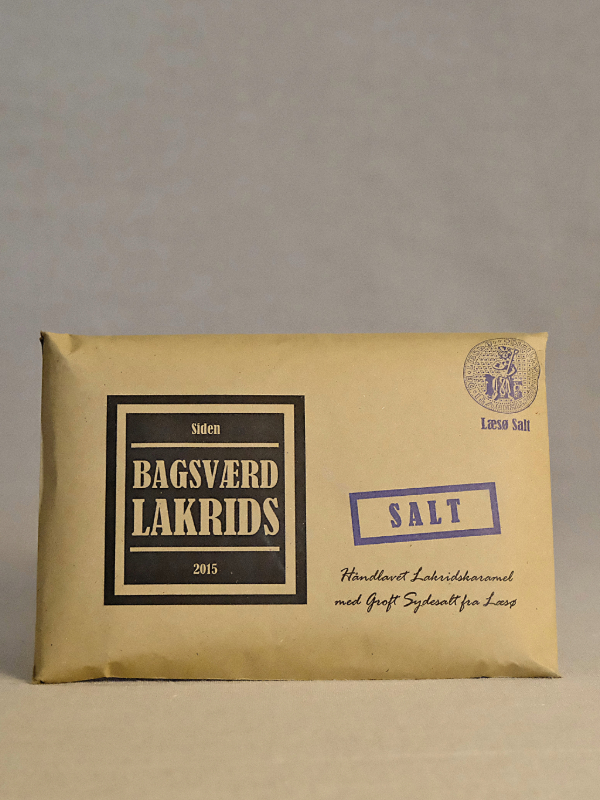 Siden
BAGSVÆRD
LAKRIDS
2015
Læsø Salt
SALT
Håndlavet Lakridskaramel
med Groft Sydesalt fra Læsø